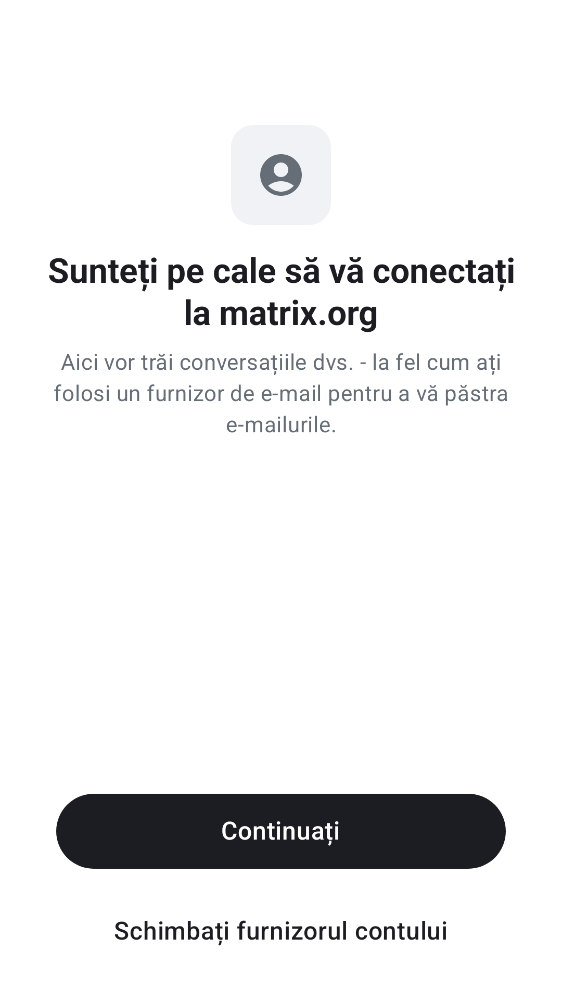 Sunteți pe cale să vă conectați
la matrix.org
Aici vor trăi conversațiile dvs. - la fel cum ați
folosi un furnizor de e-mail pentru a vă păstra
e-mailurile.
Continuați
Schimbați furnizorul contului